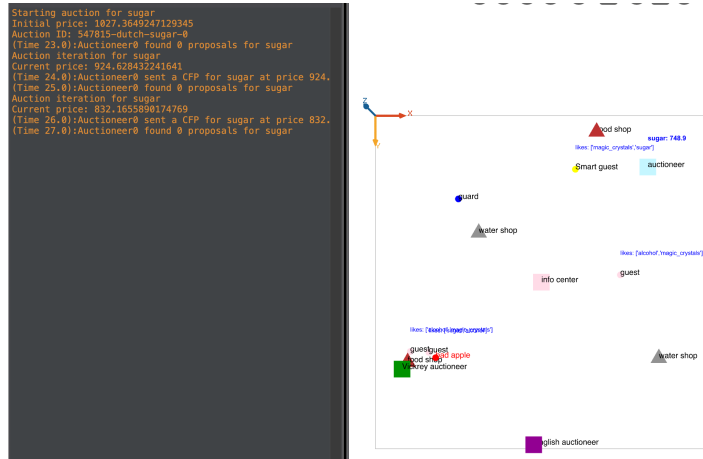 Starting auction for sugar
Initial price: 1027.3649247129345
Auction ID: 547815-dutch-sugar-0
(Time 23.0):Auctioneer0 found 0 proposals for sugar
Auction iteration for sugar
Current price: 924.628432241641
(Time 24.0):Auctioneer0 sent a CFP for sugar at price 924.
(Time 25.0):Auctioneer0 found 0 proposals for sugar
Auction iteration for sugar
Current price: 832.1655890174769
(Time 26.0):Auctioneer0 sent a CFP for sugar at price 832.
(Time 27.0):Auctioneer0 found 0 proposals for sugar
Z
X
Y
food shop
sugar: 748.9
likes: ['magic_crystals','sugar']
Smart guest
auctioneer
guard
water shop
likes: ['alcohol','magic_crystals']
guest
info center
guest
guest
bad apple
food shop
Vickrey auctioneer
water shop
English auctioneer